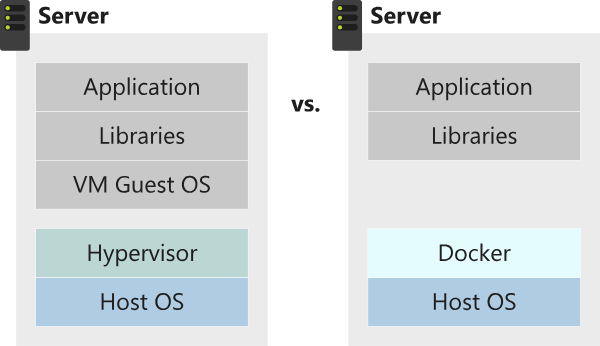 Server
Application
Libraries
VM Guest OS
Hypervisor
Host OS
vs.
Server
Application
Libraries
Docker
Host OS